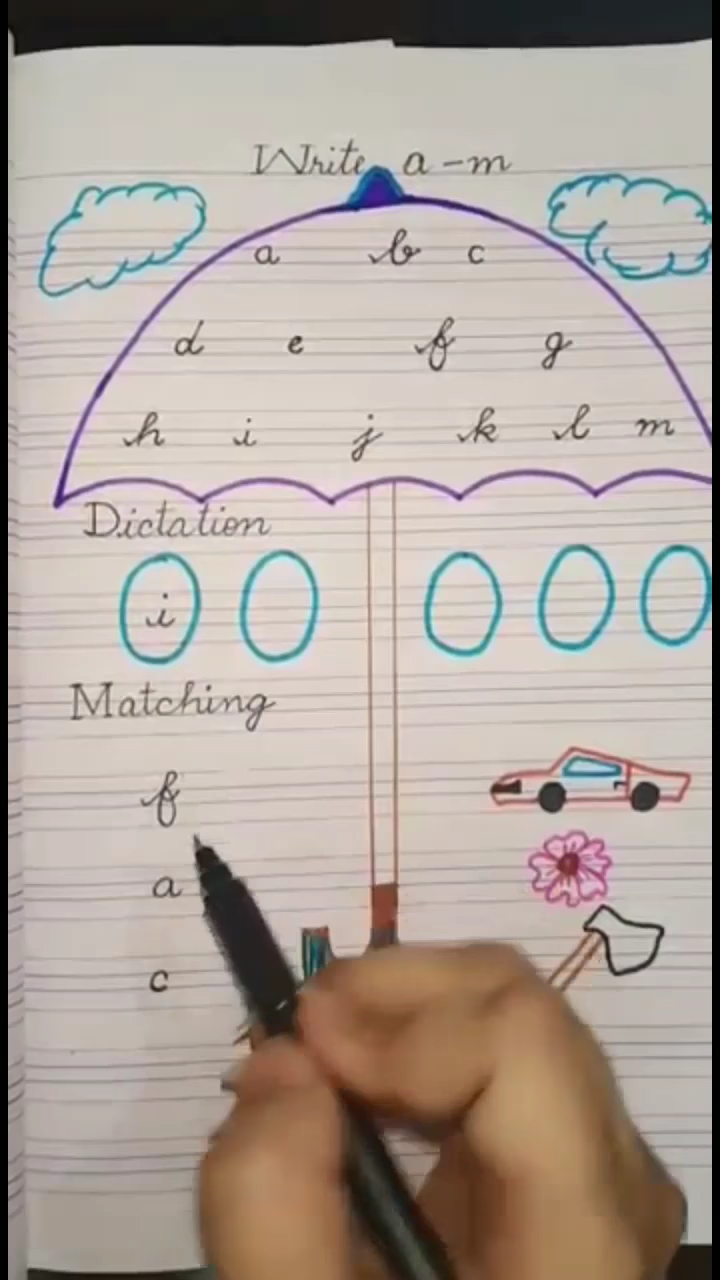 Write a-m
a b c
d e f g
h i j k l m
Dictation
i
Matching
f
a
c